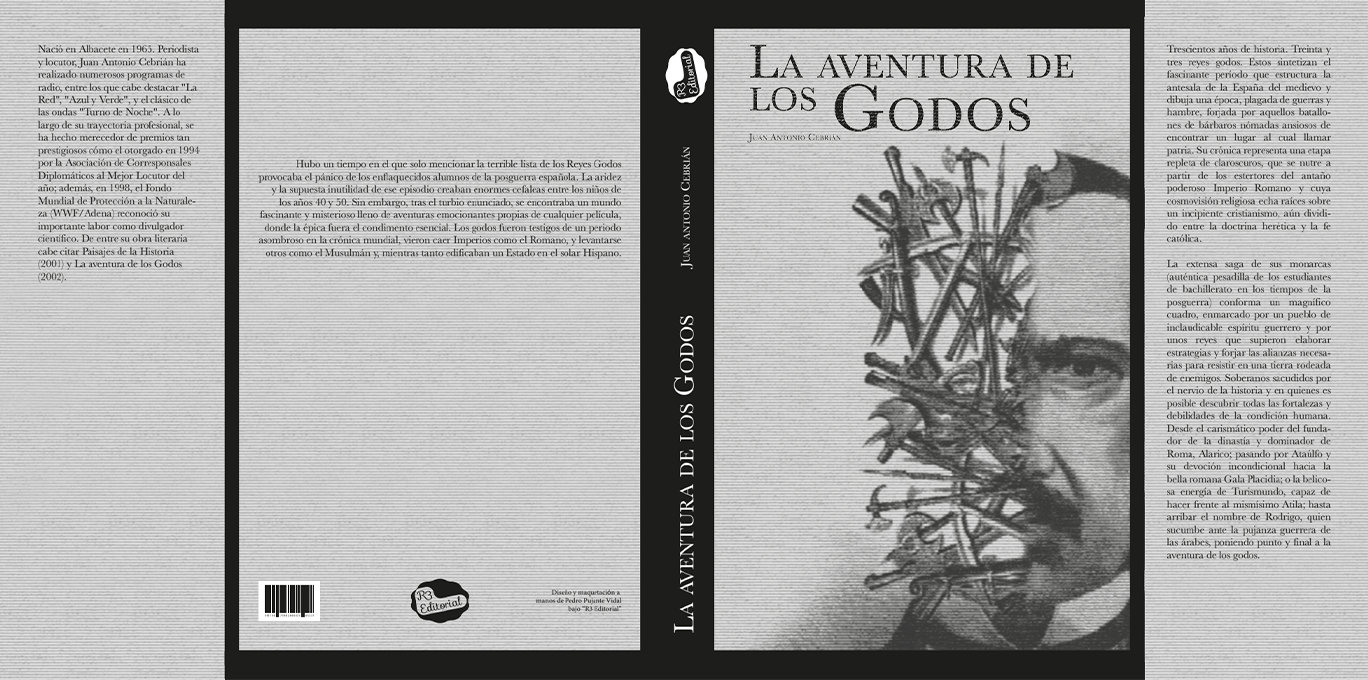 Nació en Albacete en 1965. Periodista
y locutor, Juan Antonio Cebrián ha
realizado numerosos programas de
radio, entre los que cabe destacar "La
Red", "Azul y Verde", y el clásico de
las ondas "Turno de Noche". A lo
largo de su trayectoria profesional, se
ha hecho merecedor de premios tan
prestigiosos cómo el otorgado en 1994
por la Asociación de Corresponsales
Diplomáticos al Mejor Locutor del
año; además, en 1998, el Fondo
Mundial de Protección a la Naturale-
za (WWF/Adena) reconoció su
importante labor como divulgador
científico. De entre su obra literaria
cabe citar Paisajes de la Historia
(2001) y La aventura de los Godos
(2002).
Hubo un tiempo en el que solo mencionar la terrible lista de los Reyes Godos
provocaba el pánico de los enflaquecidos alumnos de la posguerra española. La aridez
y la supuesta inutilidad de ese episodio creaban enormes cefaleas entre los niños de
los años 40 y 50. Sin embargo, tras el turbio enunciado, se encontraba un mundo
fascinante y misterioso lleno de aventuras emocionantes propias de cualquier película,
donde la épica fuera el condimento esencial. Los godos fueron testigos de un periodo
asombroso en la crónica mundial, vieron caer Imperios como el Romano, y levantarse
otros como el Musulmán y, mientras tanto edificaban un Estado en el solar Hispano.
R3
Editorial
Diseño y maquetación a
manos de Pedro Pujante Vidal
bajo "R3 Editorial"
R3
Editorial
Juan Antonio Cebrián
La aventura de los Godos
La aventura de
los Godos
Juan Antonio Cebrián
Trescientos años de historia. Treinta y
tres reyes godos. Estos sintetizan el
fascinante período que estructura la
antesala de la España del medievo y
dibuja una época, plagada de guerras y
hambre, forjada por aquellos batallo-
nes de bárbaros nómadas ansiosos de
encontrar un lugar al cual llamar
patria. Su crónica representa una etapa
repleta de claroscuros, que se nutre a
partir de los estertores del antaño
poderoso Imperio Romano y cuya
cosmovisión religiosa echa raíces sobre
un incipiente cristianismo. aún dividi-
do entre la doctrina herética y la fe
católica.
La extensa saga de sus monarcas
(auténtica pesadilla de los estudiantes
de bachillerato en los tiempos de la
posguerra) conforma un magnífico
cuadro, enmarcado por un pueblo de
inclaudicable espíritu guerrero y por
unos reyes que supieron elaborar
estrategias y forjar las alianzas necesa-
rias para resistir en una tierra rodeada
de enemigos. Soberanos sacudidos por
el nervio de la historia y en quienes es
posible descubrir todas las fortalezas y
debilidades de la condición humana.
Desde el carismático poder del funda-
dor de la dinastía y dominador de
Roma, Alarico; pasando por Ataúlfo y
su devoción incondicional hacia la
bella romana Gala Placidia; o la belico-
sa energía de Turismundo, capaz de
hacer frente al mismísimo Atila; hasta
arribar el nombre de Rodrigo, quien
sucumbe ante la pujanza guerrera de
las árabes, poniendo punto y final a la
aventura de los godos.